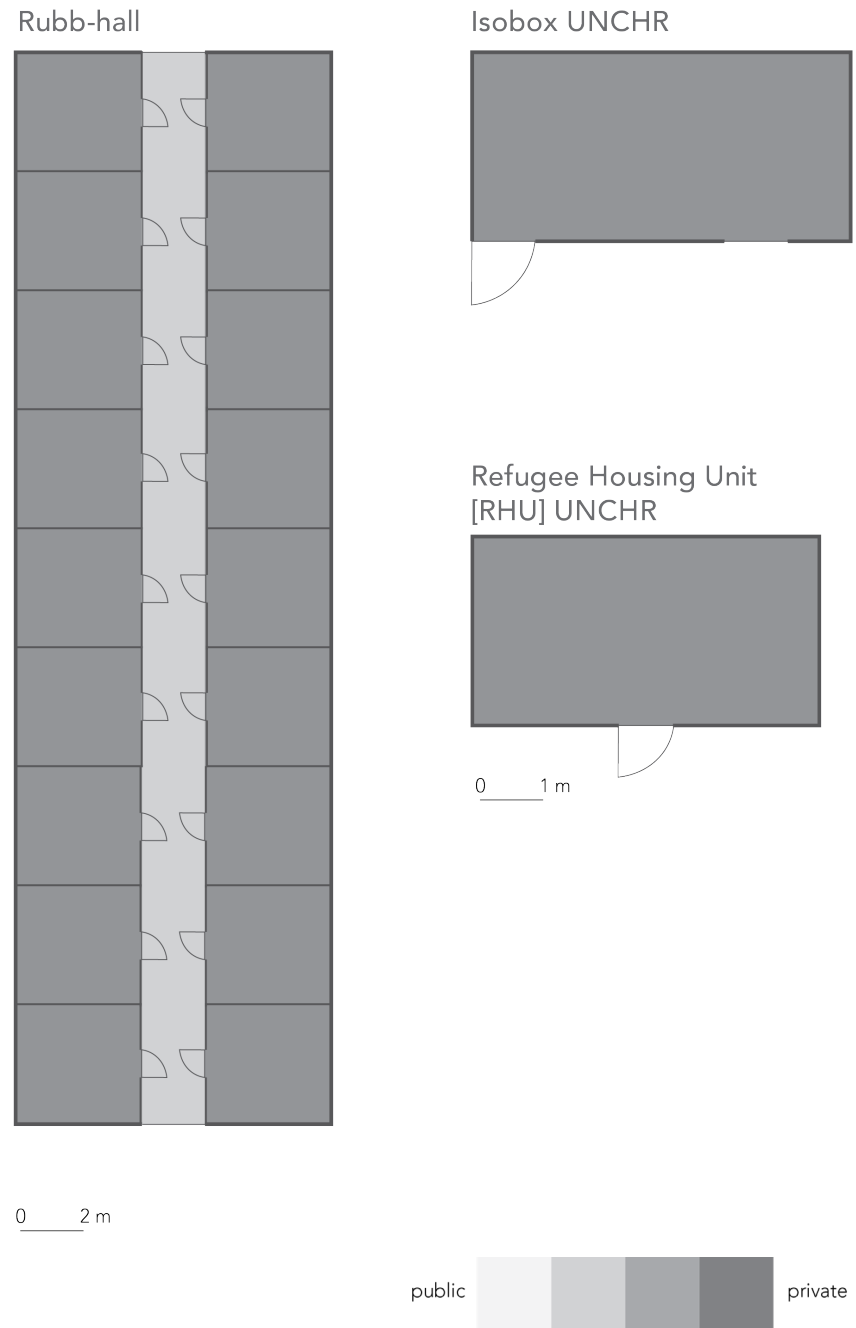 Rubb-hall
Isobox UNCHR
Refugee Housing Unit
[RHU] UNCHR
0 1 m
0 2 m
public private